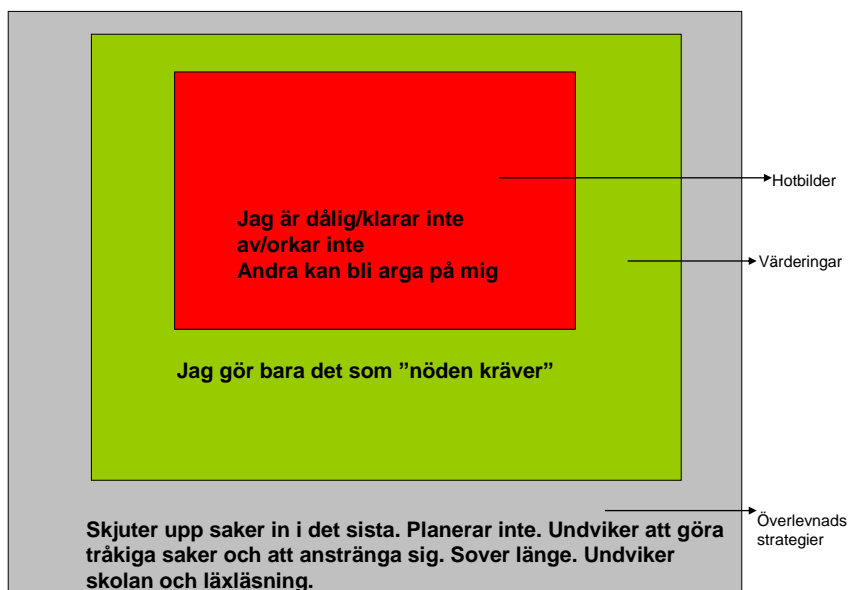 Hotbilder
Jag är dålig/klarar inte
av/orkar inte
Andra kan bli arga på mig
Värderingar
Jag gör bara det som ”nöden kräver”
Överlevnads
strategier
Skjuter upp saker in i det sista. Planerar inte. Undviker att göra
tråkiga saker och att anstränga sig. Sover länge. Undviker
skolan och läxläsning.